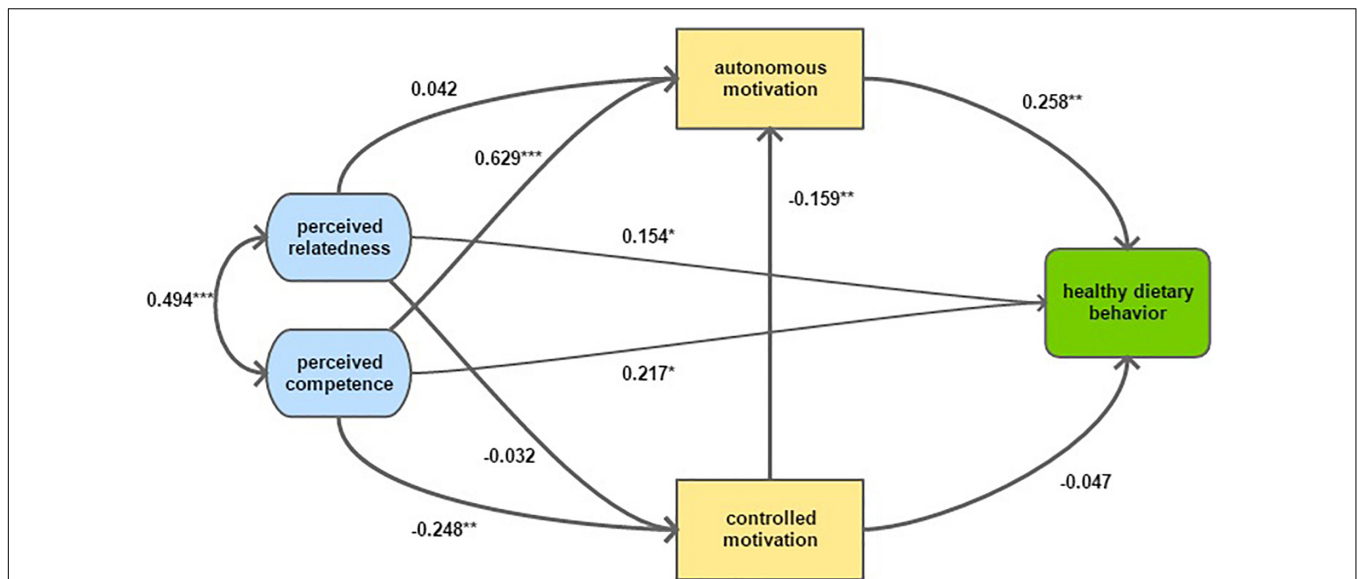 autonomous
motivation
0.042
0.258**
0.629***
-0.159**
perceived
relatedness
0.154*
healthy dietary
behavior
0.494***
perceived
competence
0.217*
-0.032
-0.047
controlled
motivation
-0.248**